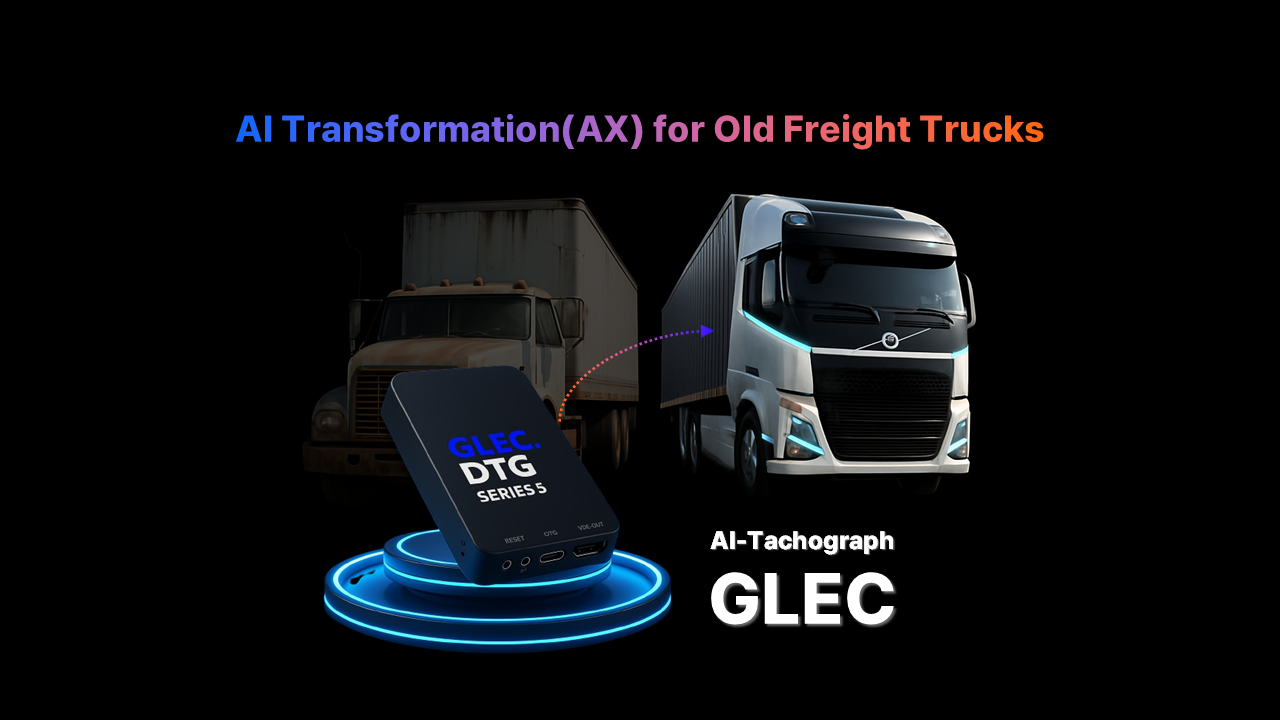 AI Transformation(AX) for Old Freight Trucks
GLEC.
DTG
SERIES 5
RESET
OTG
VDE-OUT
AI-Tachograph
GLEC